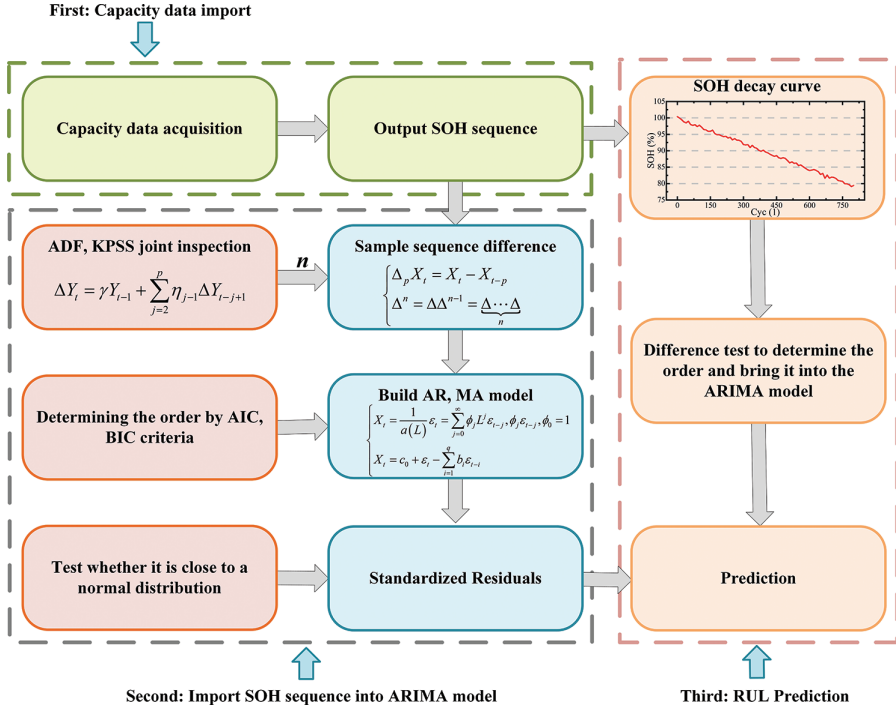 First: Capacity data import
Capacity data acquisition
Output SOH sequence
SOH decay curve
SOH (%)
105
100
95
90
85
80
75
0 150 300 450 600 750
Cyc (1)
ADF, KPSS joint inspection
ΔY_t = γY_{t-1} + ∑_{j=2}^{p} η_{j-1}ΔY_{t-j+1}
n
Sample sequence difference
Δ_p X_t = X_t − X_{t-p}
Δ^n = ΔΔ^{n-1} = Δ⋯Δ
n
Difference test to determine the
order and bring it into the
ARIMA model
Determining the order by AIC,
BIC criteria
Build AR, MA model
X_t = 1/a(L) ε_t = ∑_{j=0}^{∞} ϕ_j L^j ε_{t-j}, ϕ_j ε_{t-j}, ϕ_0 = 1
X_t = c_0 + ε_t − ∑_{i=1}^{q} b_i ε_{t-i}
Test whether it is close to a
normal distribution
Standardized Residuals
Prediction
Second: Import SOH sequence into ARIMA model
Third: RUL Prediction